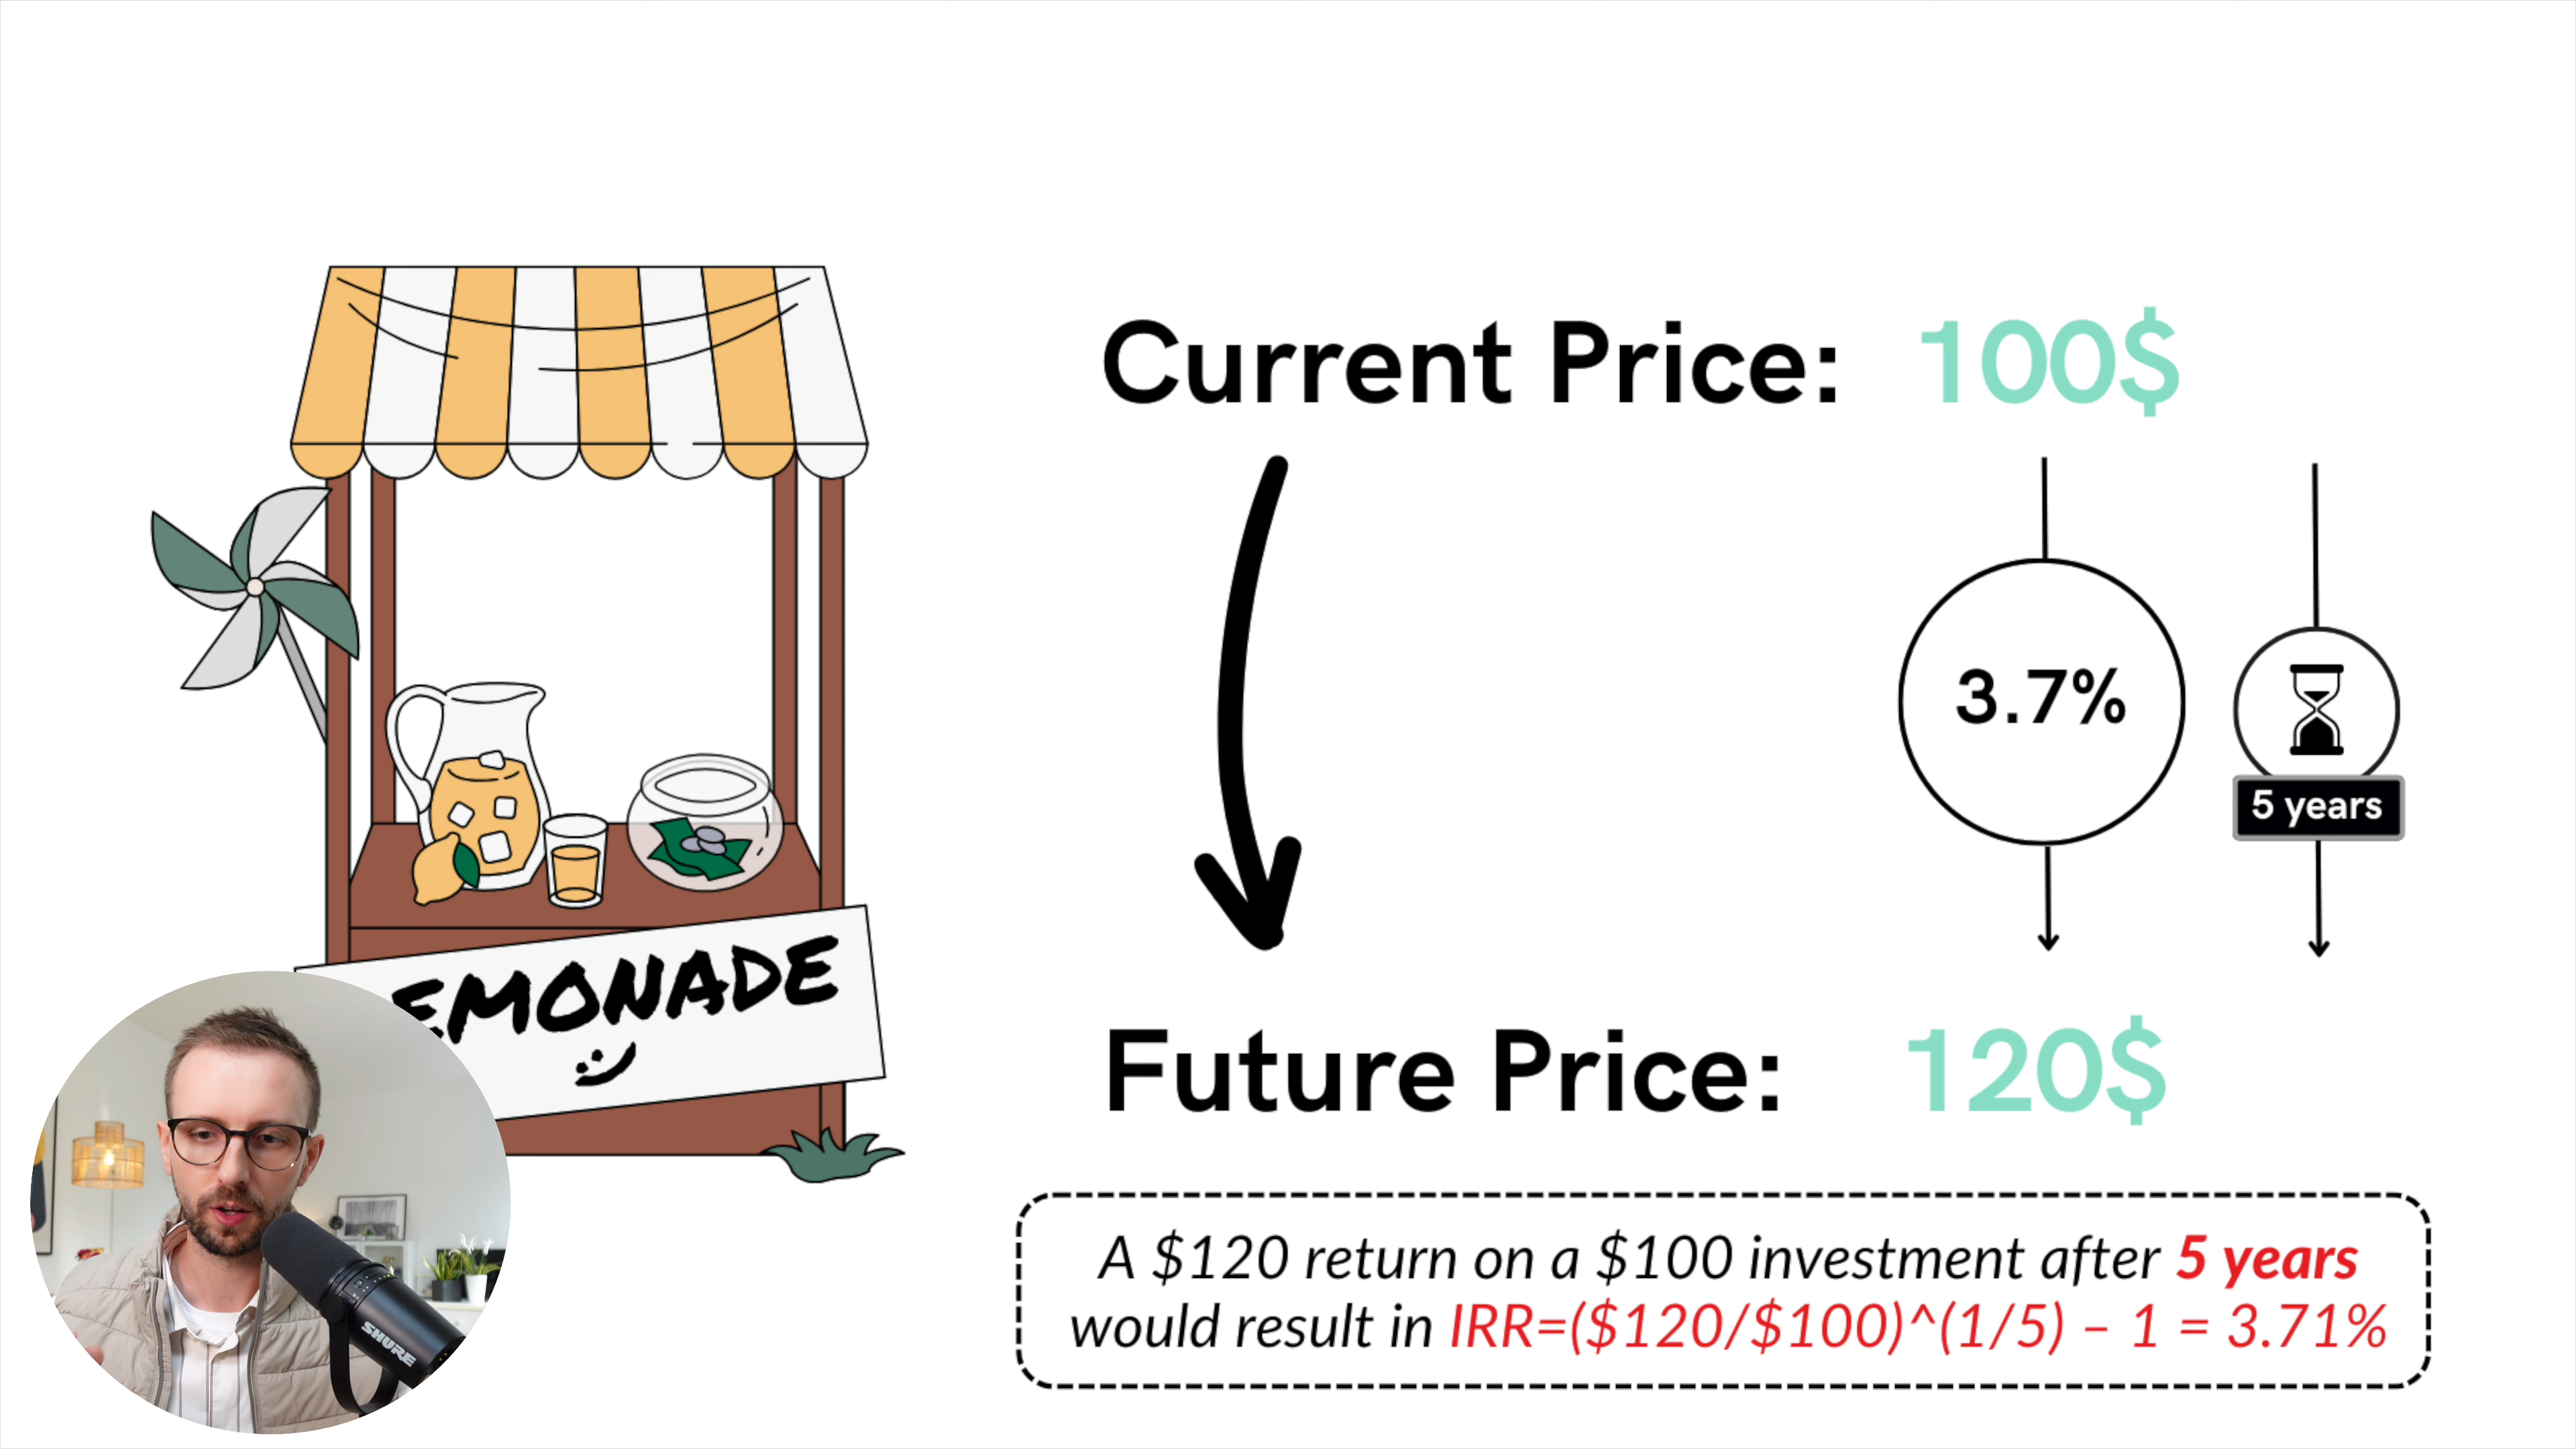 Current Price: 100$
3.7%
5 years
EMONADE
Future Price: 120$
A $120 return on a $100 investment after 5 years
would result in IRR=($120/$100)^(1/5) – 1 = 3.71%
SHURE